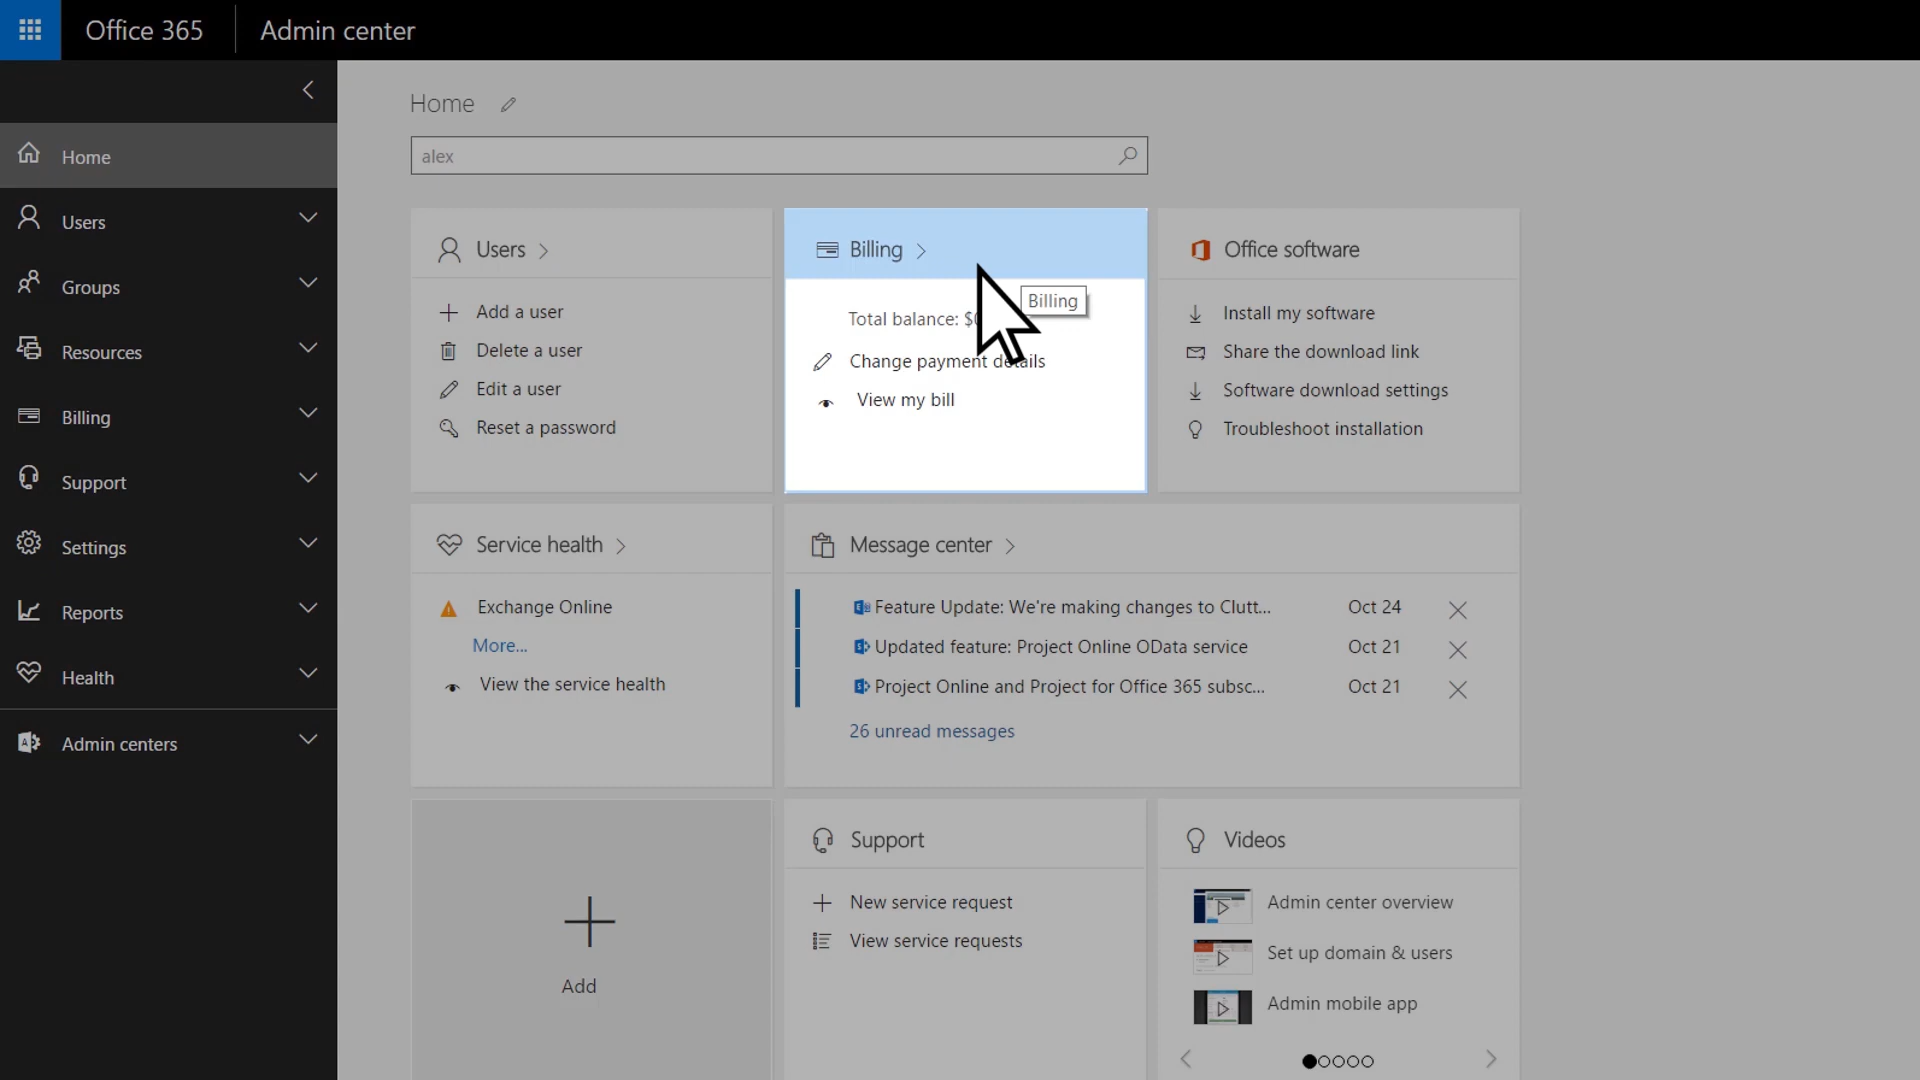 Office 365
Admin center
Home
Users
Groups
Resources
Billing
Support
Settings
Reports
Health
Admin centers
Home
alex
Users
Add a user
Delete a user
Edit a user
Reset a password
Billing
Billing
Total balance:
Change payment details
View my bill
Office software
Install my software
Share the download link
Software download settings
Troubleshoot installation
Service health
Exchange Online
More...
View the service health
Message center
Feature Update: We're making changes to Clutt... Oct 24
Updated feature: Project Online OData service Oct 21
Project Online and Project for Office 365 subsc... Oct 21
26 unread messages
Add
Support
New service request
View service requests
Videos
Admin center overview
Set up domain & users
Admin mobile app